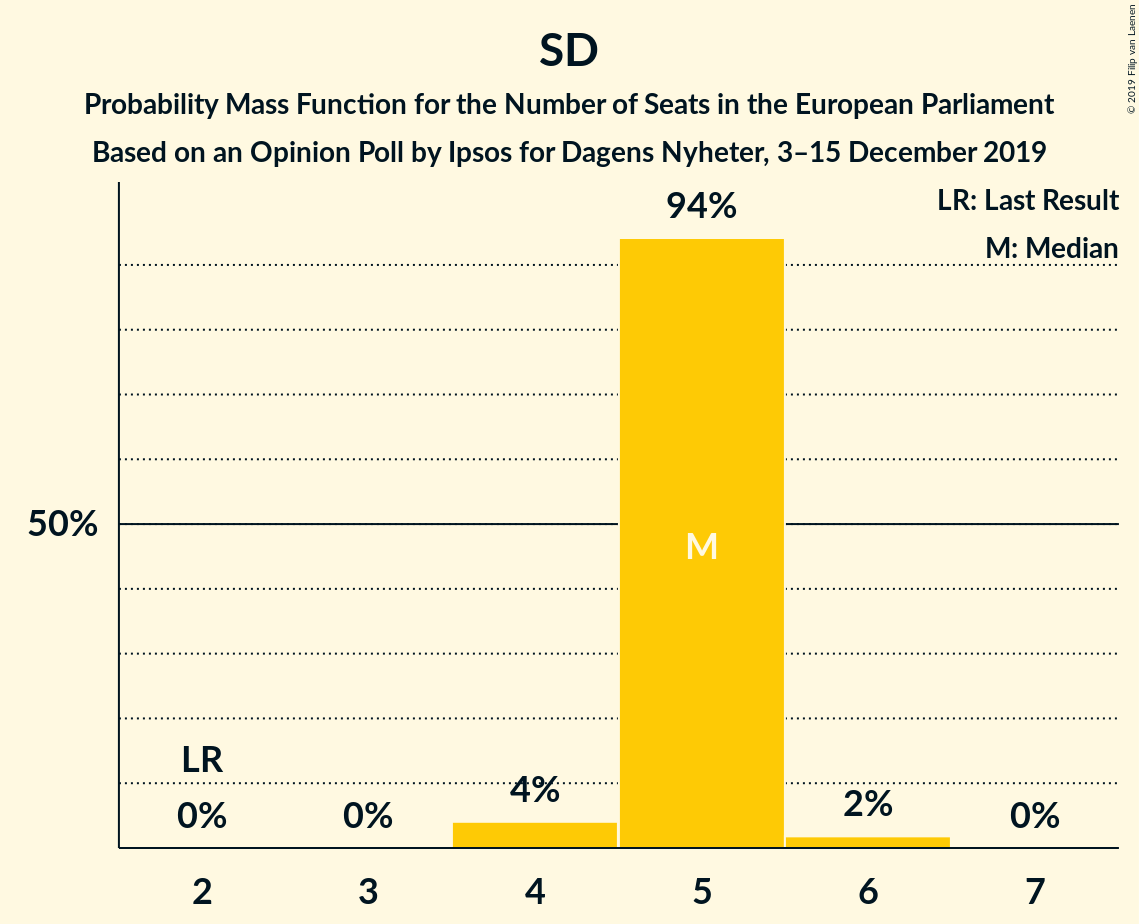 SD
Probability Mass Function for the Number of Seats in the European Parliament
Based on an Opinion Poll by Ipsos for Dagens Nyheter, 3–15 December 2019
© 2019 Filip van Laenen
LR: Last Result
M: Median
94%
50%
M
LR
0%
0%
4%
2%
0%
2
3
4
5
6
7